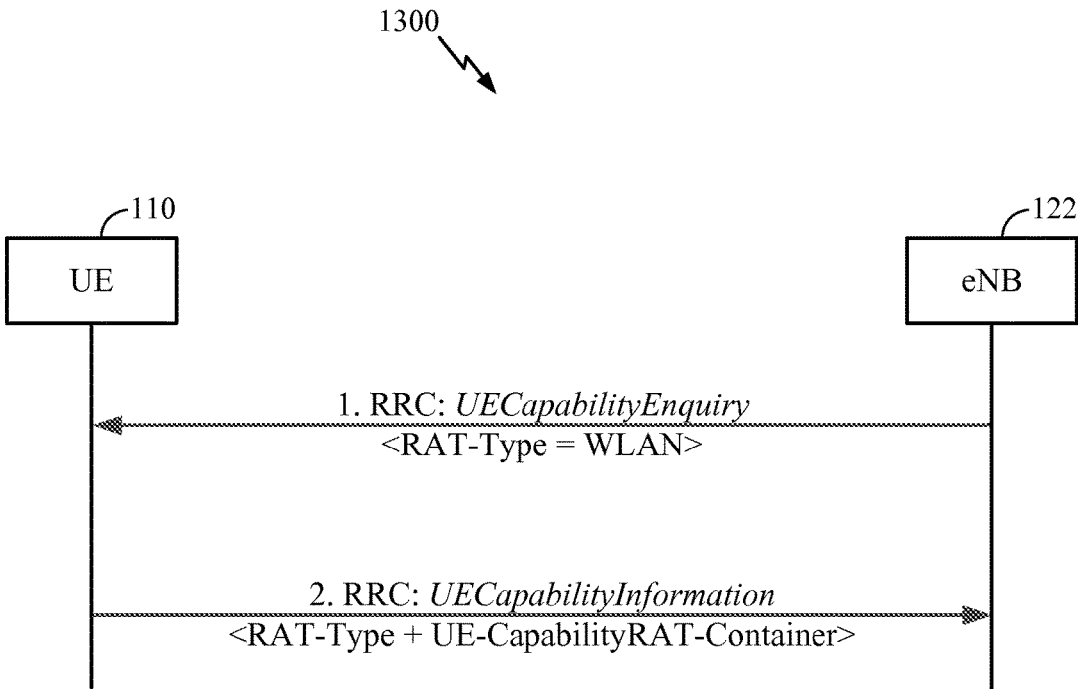 1300
110
122
UE
eNB
1. RRC: UECapabilityEnquiry
<RAT-Type = WLAN>
2. RRC: UECapabilityInformation
<RAT-Type + UE-CapabilityRAT-Container>